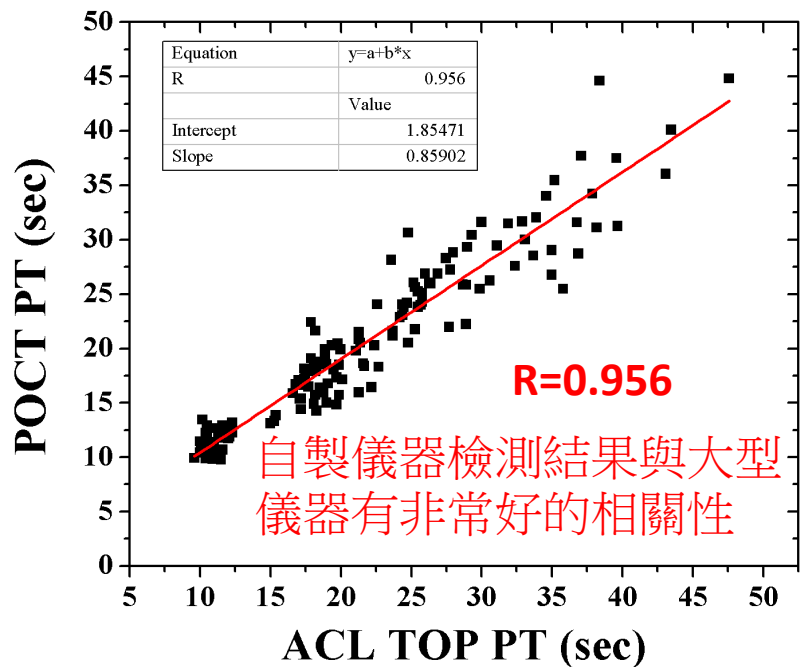 50
45
40
35
30
25
20
15
10
5
0
POCT PT (sec)
Equation y=a+b*x
R 0.956
Value
Intercept 1.85471
Slope 0.85902
R=0.956
自製儀器檢測結果與大型
儀器有非常好的相關性
5 10 15 20 25 30 35 40 45 50
ACL TOP PT (sec)